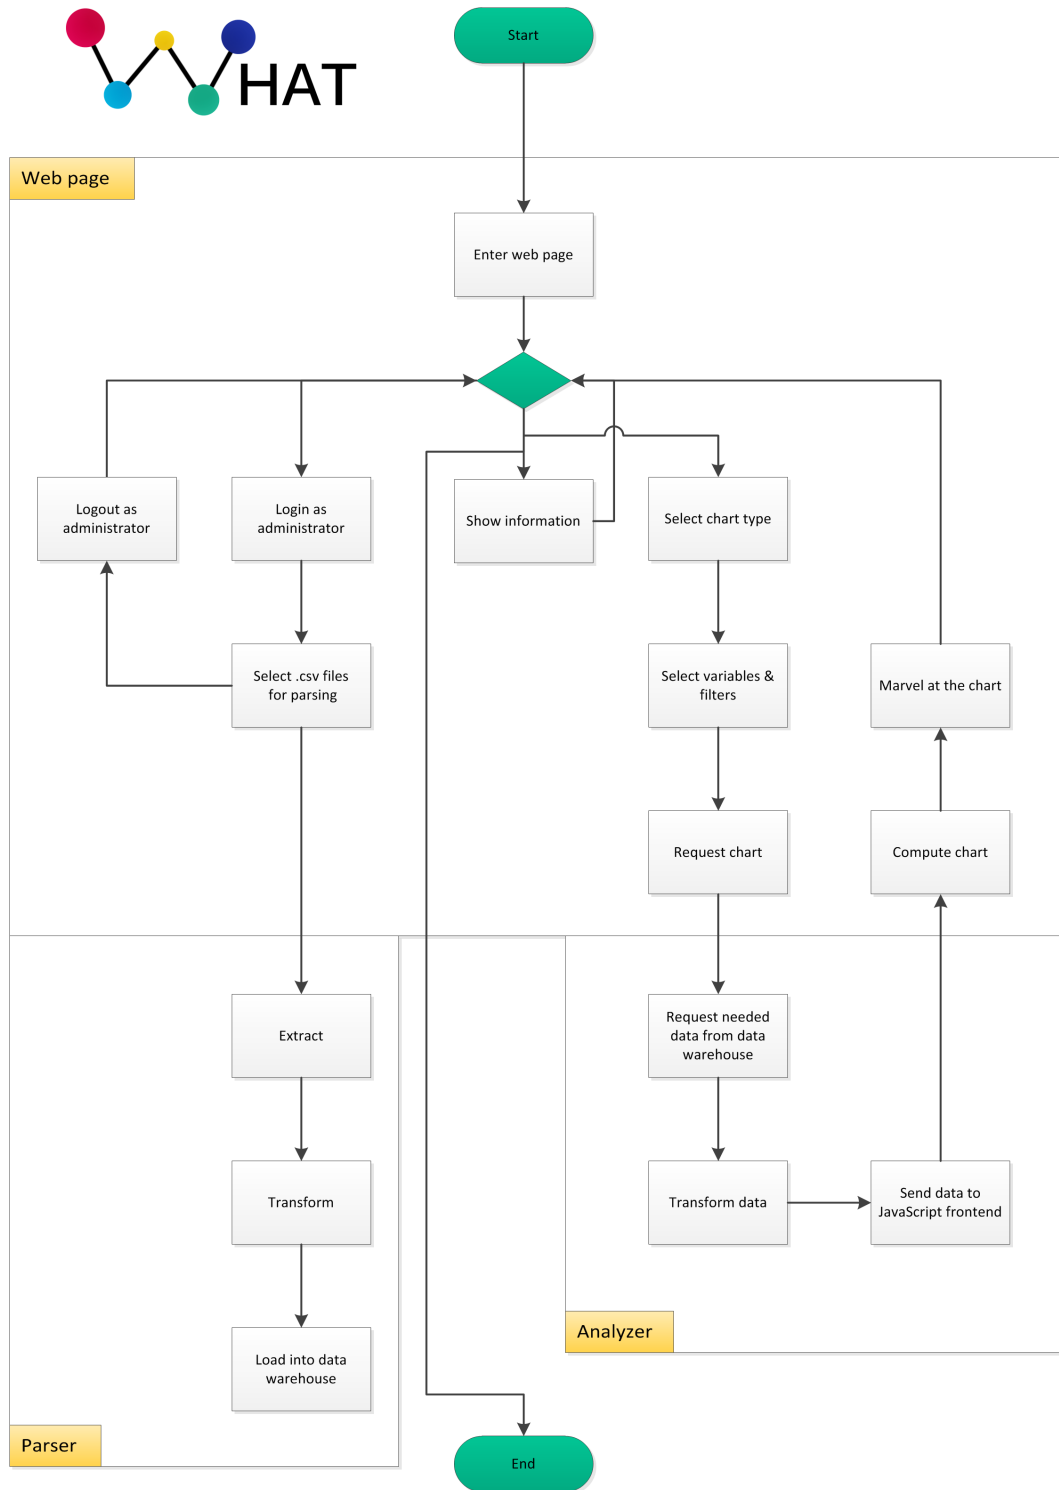 WHAT
Start
Web page
Enter web page
Logout as
administrator
Login as
administrator
Show information
Select chart type
Select .csv files
for parsing
Select variables &
filters
Marvel at the chart
Request chart
Compute chart
Extract
Request needed
data from data
warehouse
Transform
Transform data
Send data to
JavaScript frontend
Load into data
warehouse
Analyzer
Parser
End